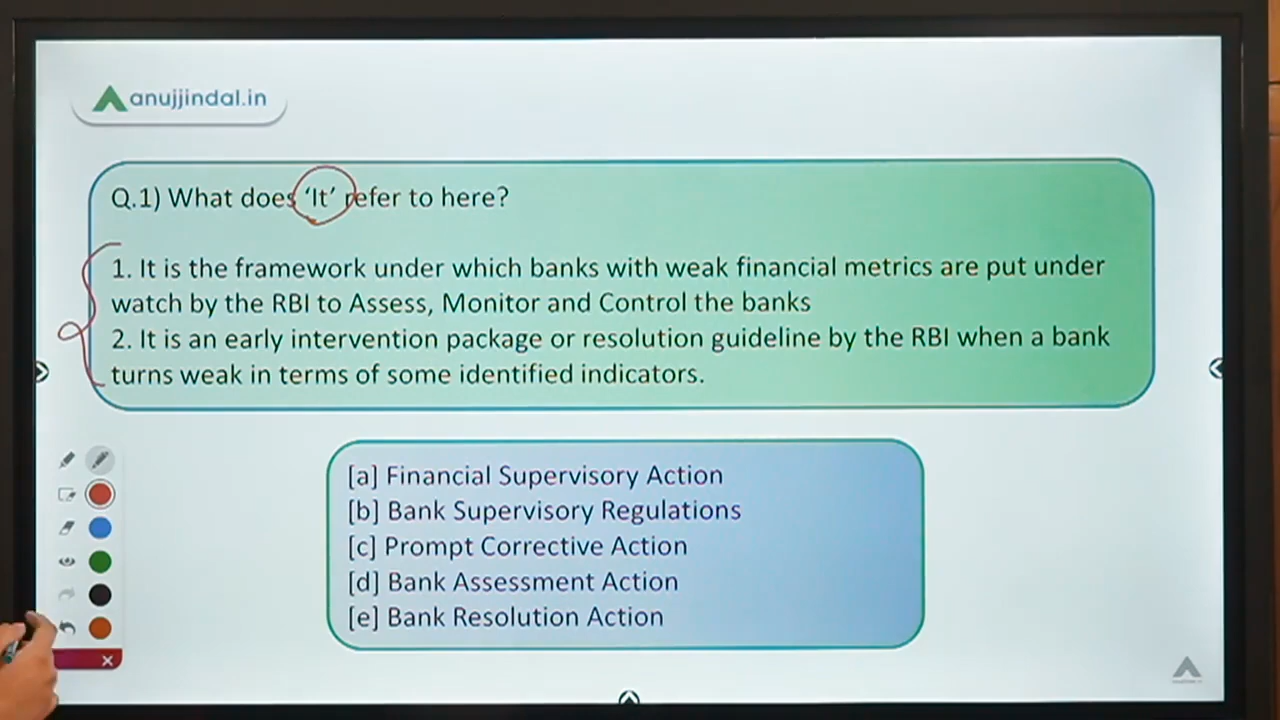 anujjindal.in
Q.1) What does ‘It’ refer to here?
1. It is the framework under which banks with weak financial metrics are put under
watch by the RBI to Assess, Monitor and Control the banks
2. It is an early intervention package or resolution guideline by the RBI when a bank
turns weak in terms of some identified indicators.
[a] Financial Supervisory Action
[b] Bank Supervisory Regulations
[c] Prompt Corrective Action
[d] Bank Assessment Action
[e] Bank Resolution Action